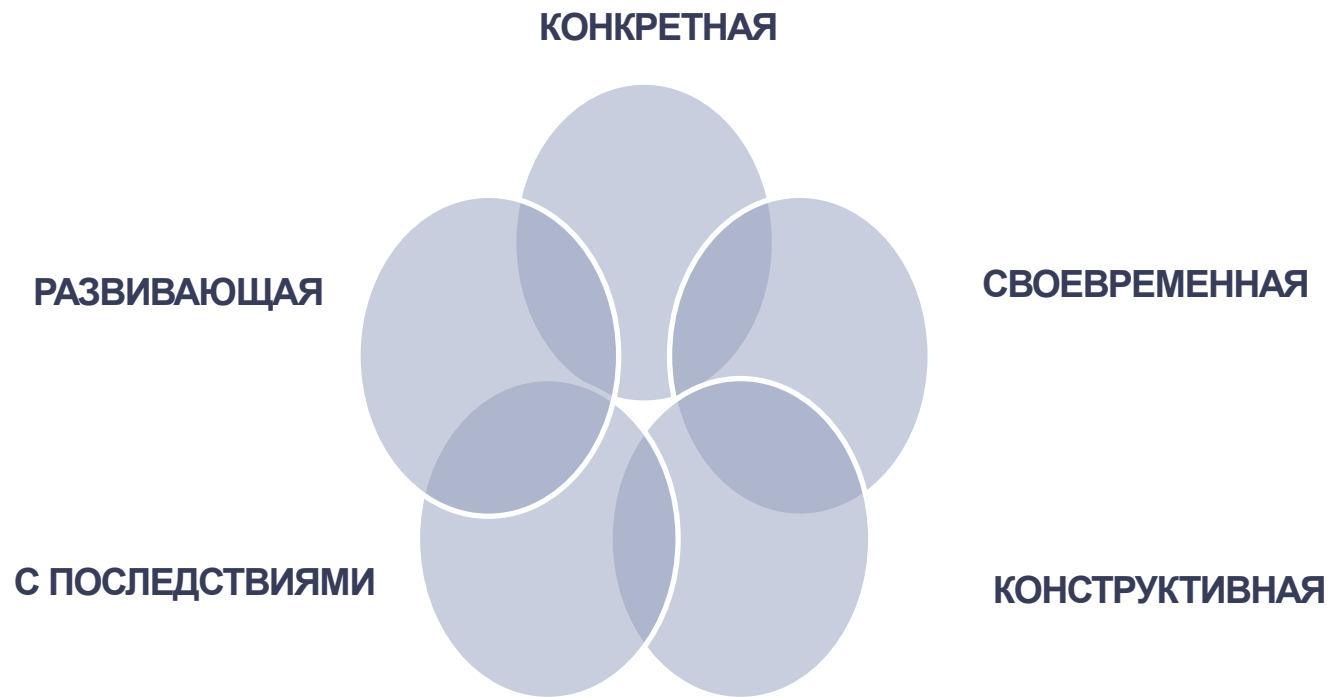 КОНКРЕТНАЯ
СВОЕВРЕМЕННАЯ
РАЗВИВАЮЩАЯ
С ПОСЛЕДСТВИЯМИ
КОНСТРУКТИВНАЯ